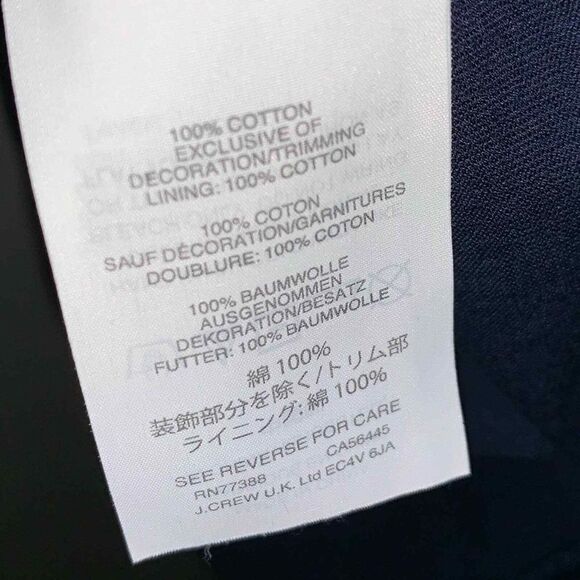 100% COTTON
EXCLUSIVE OF
DECORATION/TRIMMING
LINING: 100% COTTON
100% COTON
SAUF DÉCORATION/GARNITURES
DOUBLURE: 100% COTON
100% BAUMWOLLE
AUSGENOMMEN
DEKORATION/BESATZ
FUTTER: 100% BAUMWOLLE
綿 100%
装飾部分を除く/トリム部
ライニング: 綿 100%
SEE REVERSE FOR CARE
RN77388 CA56445
J.CREW U.K. Ltd EC4V 6JA